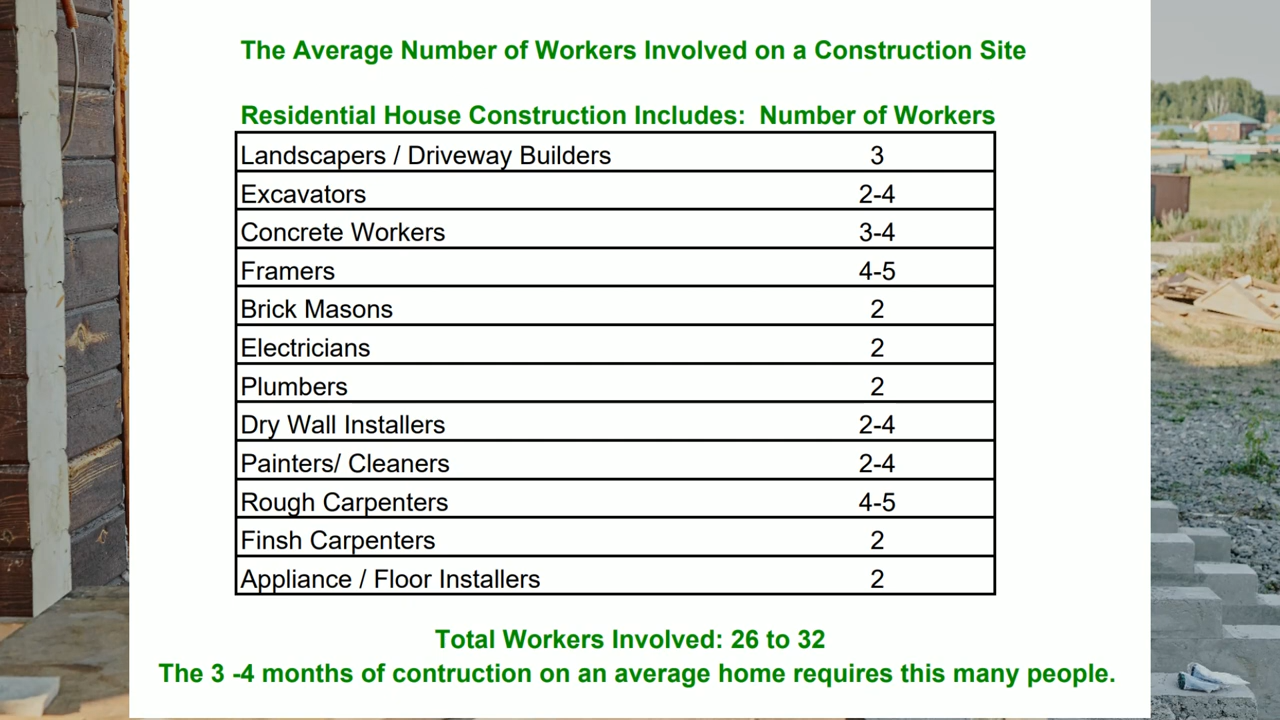 The Average Number of Workers Involved on a Construction Site
Residential House Construction Includes: Number of Workers
Landscapers / Driveway Builders 3
Excavators 2-4
Concrete Workers 3-4
Framers 4-5
Brick Masons 2
Electricians 2
Plumbers 2
Dry Wall Installers 2-4
Painters/ Cleaners 2-4
Rough Carpenters 4-5
Finsh Carpenters 2
Appliance / Floor Installers 2
Total Workers Involved: 26 to 32
The 3 -4 months of contruction on an average home requires this many people.